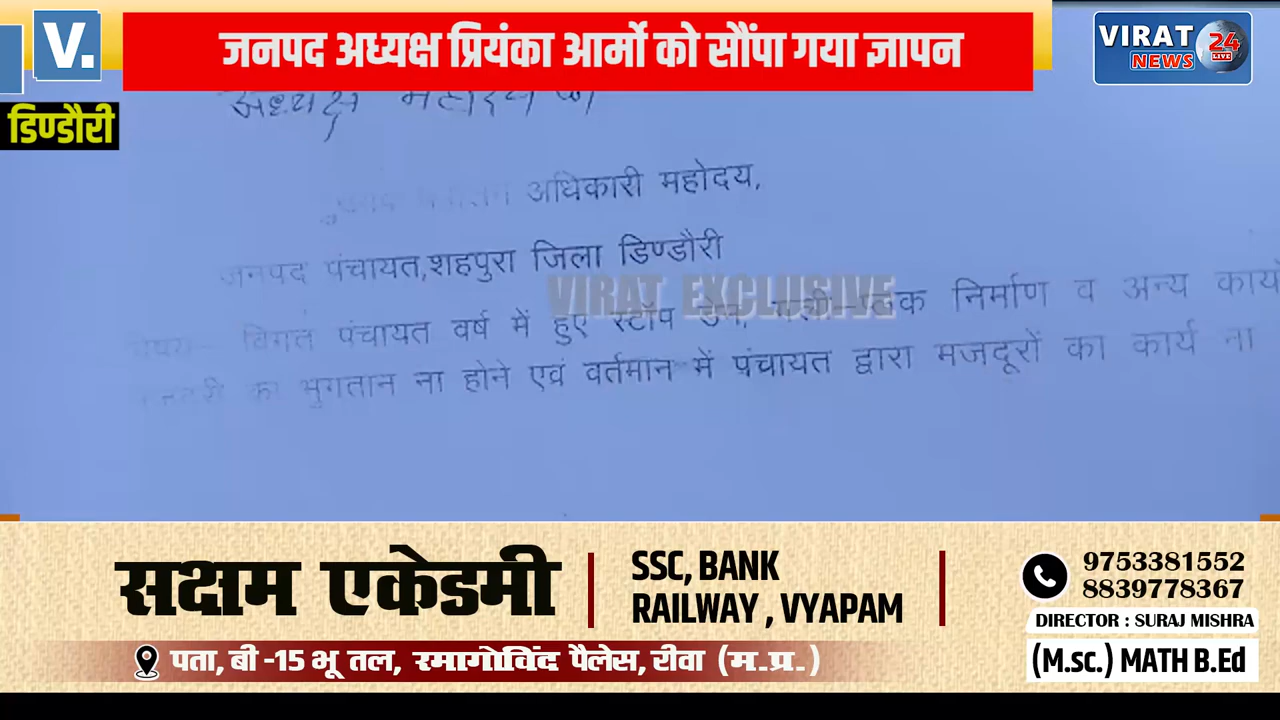 V.
जनपद अध्यक्ष प्रियंका आर्मो को सौंपा गया ज्ञापन
VIRAT
NEWS
24
LIVE
डिण्डौरी
अध्यक्ष
अधिकारी महोदय,
जनपद पंचायत,शहपुरा जिला डिण्डौरी
VIRAT EXCLUSIVE
विगत पंचायत वर्ष में हुए स्टॉप निर्माण व अन्य
का भुगतान ना होने एवं वर्तमान में पंचायत द्वारा मजदूरों का कार्य ना
सक्षम एकेडमी
SSC, BANK
RAILWAY , VYAPAM
9753381552
8839778367
DIRECTOR : SURAJ MISHRA
(M.sc.) MATH B.Ed
पता, बी -15 भू तल, रमागोविंद पैलेस, रीवा (म.प्र.)